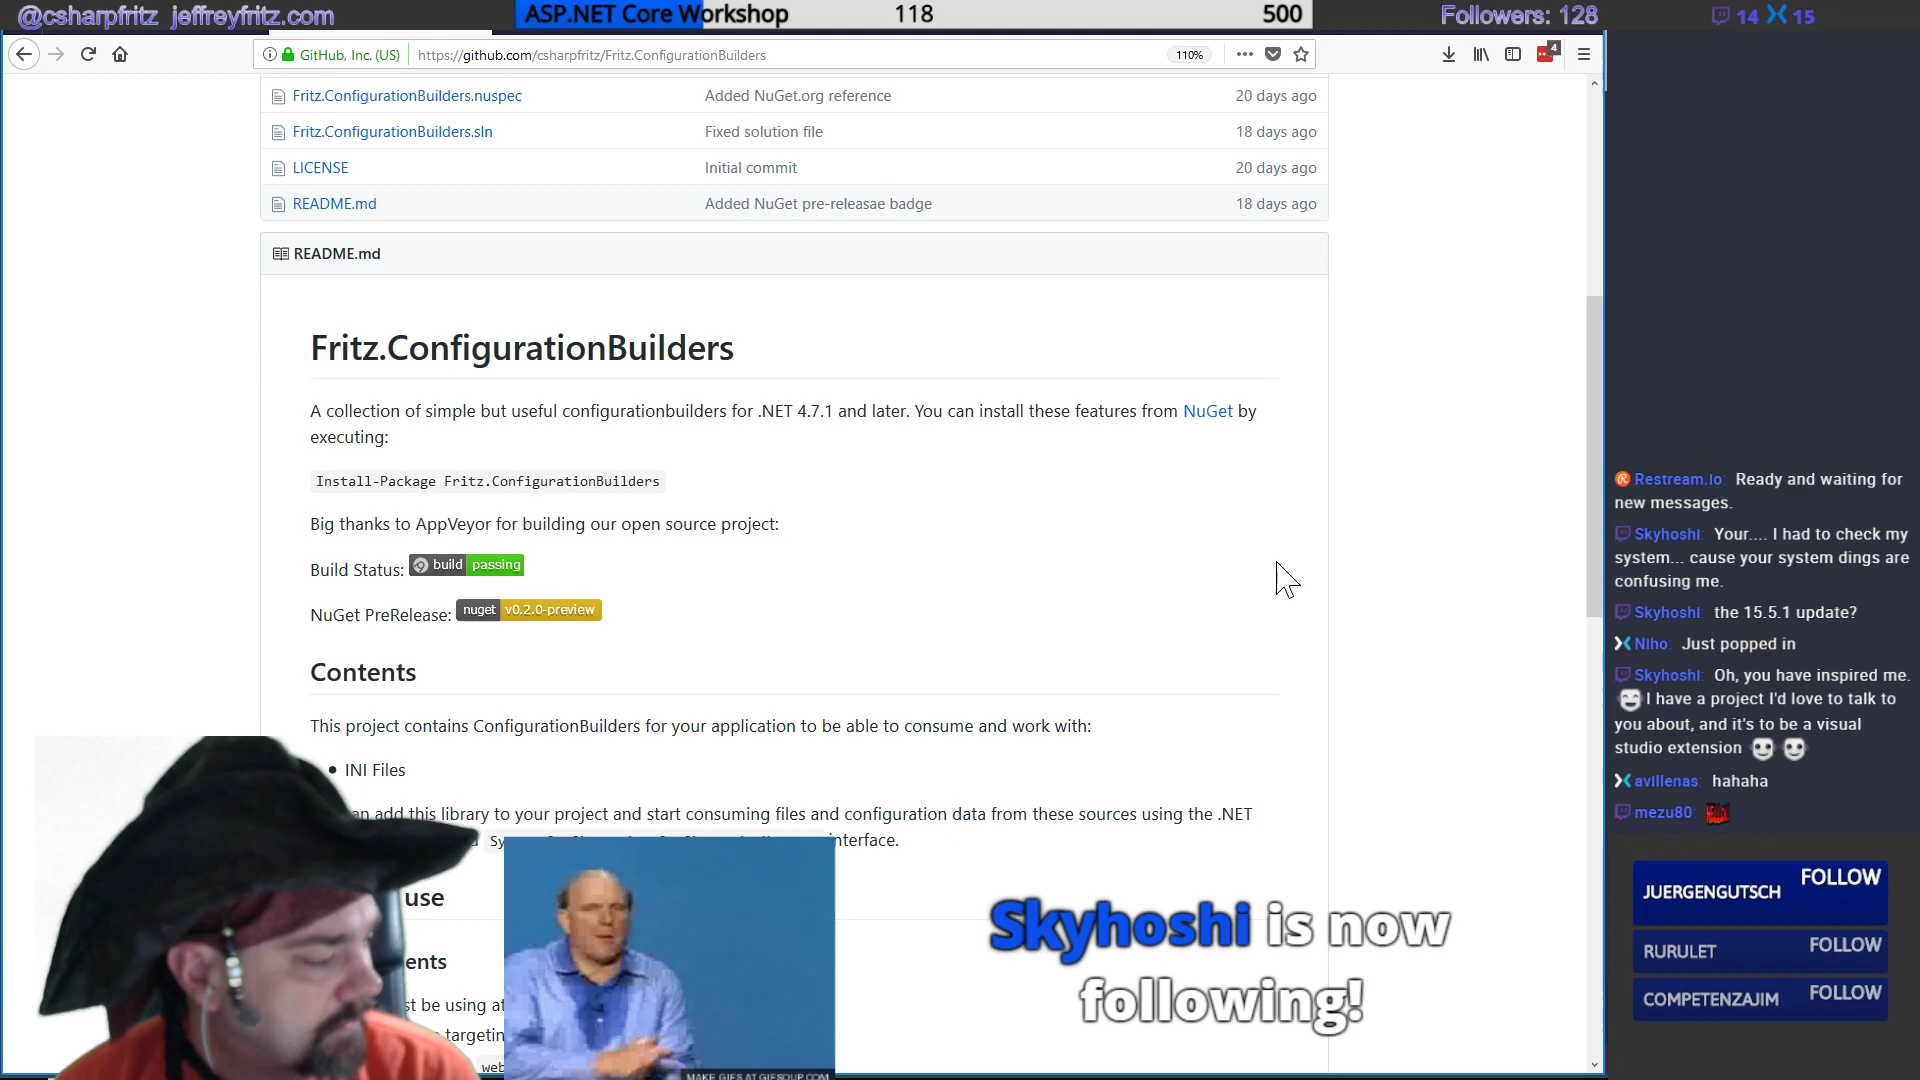 @csharpfritz jeffreyfritz.com
ASP.NET Core Workshop 118 500
Followers: 128
14 15
GitHub, Inc. (US) https://github.com/csharpfritz/Fritz.ConfigurationBuilders 110% 4
Fritz.ConfigurationBuilders.nuspec Added NuGet.org reference 20 days ago
Fritz.ConfigurationBuilders.sln Fixed solution file 18 days ago
LICENSE Initial commit 20 days ago
README.md Added NuGet pre-releasae badge 18 days ago
README.md
Fritz.ConfigurationBuilders
A collection of simple but useful configurationbuilders for .NET 4.7.1 and later. You can install these features from NuGet by
executing:
Install-Package Fritz.ConfigurationBuilders
Big thanks to AppVeyor for building our open source project:
Build Status: build passing
NuGet PreRelease: nuget v0.2.0-preview
Contents
This project contains ConfigurationBuilders for your application to be able to consume and work with:
INI Files
an add this library to your project and start consuming files and configuration data from these sources using the .NET
nterface.
use
ents
st be using at
targetin
web
MAKE GIFS AT GIFSOUP.COM
Skyhoshi is now
following!
Restream.io: Ready and waiting for
new messages.
Skyhoshi: Your.... I had to check my
system... cause your system dings are
confusing me.
Skyhoshi: the 15.5.1 update?
Niho: Just popped in
Skyhoshi: Oh, you have inspired me.
I have a project I'd love to talk to
you about, and it's to be a visual
studio extension
avillenas: hahaha
mezu80: HELLO
JUERGENGUTSCH FOLLOW
RURULET FOLLOW
COMPETENZAJIM FOLLOW